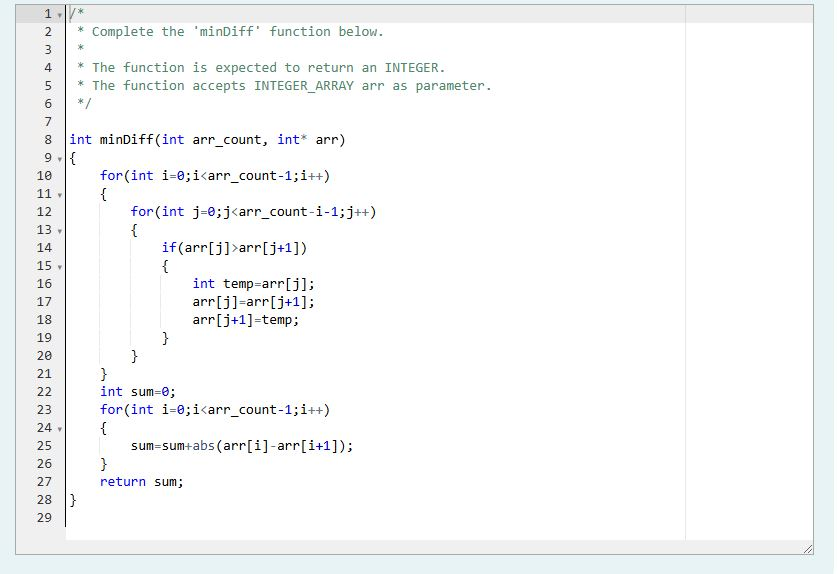 1 /*
2  * Complete the 'minDiff' function below.
3  *
4  * The function is expected to return an INTEGER.
5  * The function accepts INTEGER_ARRAY arr as parameter.
6  */
7
8 int minDiff(int arr_count, int* arr)
9 {
10     for(int i=0;i<arr_count-1;i++)
11     {
12         for(int j=0;j<arr_count-i-1;j++)
13         {
14             if(arr[j]>arr[j+1])
15             {
16                 int temp=arr[j];
17                 arr[j]=arr[j+1];
18                 arr[j+1]=temp;
19             }
20         }
21     }
22     int sum=0;
23     for(int i=0;i<arr_count-1;i++)
24     {
25         sum=sum+abs(arr[i]-arr[i+1]);
26     }
27     return sum;
28 }
29